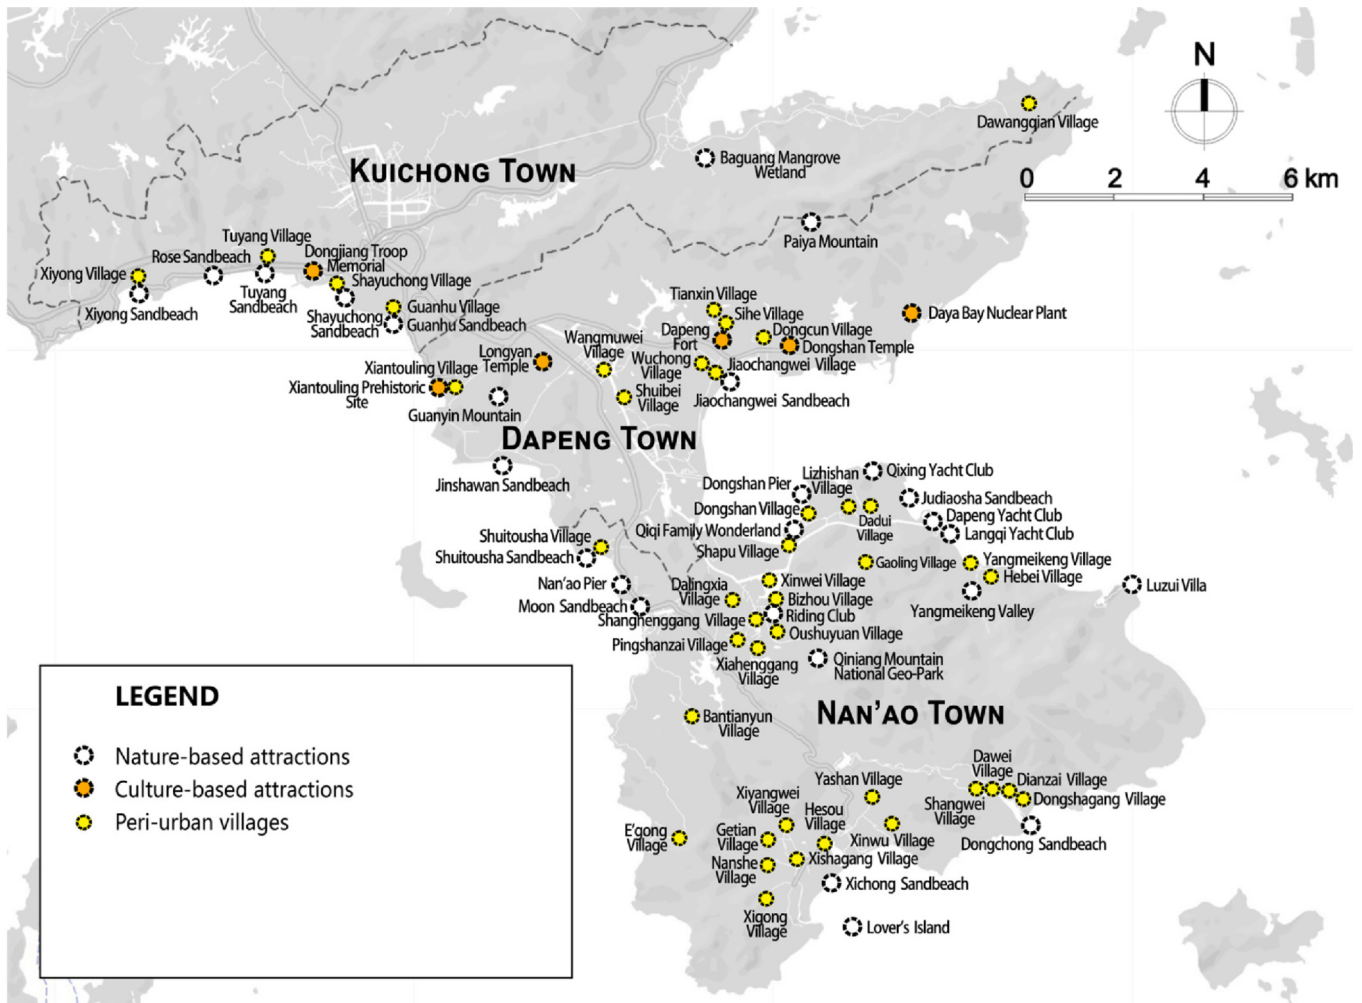 N
0 2 4 6 km
Dawangqian Village
KUICHONG TOWN
Baguang Mangrove
Wetland
Paiya Mountain
Tuyang Village
Rose Sandbeach
Dongjiang Troop
Memorial
Xiyong Village
Shayuchong Village
Tuyang
Sandbeach
Xiyong Sandbeach
Shayuchong
Sandbeach
Guanhu Village
Guanhu Sandbeach
Tianxin Village
Sihe Village
Daya Bay Nuclear Plant
Dapeng
Fort
Dongcun Village
Dongshan Temple
Wangmuwei
Village
Longyan
Temple
Wuchong
Village
Jiaochangwei Village
Xiantouling Village
Xiantouling Prehistoric
Site
Shuibei
Village
Jiaochangwei Sandbeach
Guanyin Mountain
DAPENG TOWN
Jinshawan Sandbeach
Lizhishan
Village
Qixing Yacht Club
Dongshan Pier
Judiaosha Sandbeach
Dongshan Village
Dapeng Yacht Club
Dadui
Village
Langqi Yacht Club
Qiqi Family Wonderland
Shuitousha Village
Shapu Village
Shuitousha Sandbeach
Gaoling Village
Yangmeikeng Village
Hebei Village
Nan'ao Pier
Dalingxia
Village
Xinwei Village
Luzui Villa
Bizhou Village
Yangmeikeng Valley
Moon Sandbeach
Shanghenggang Village
Riding Club
Oushuyuan Village
Pingshanzai Village
Xiahenggang
Village
Qiniang Mountain
National Geo-Park
NAN'AO TOWN
Bantianyun
Village
Dawei
Village
Yashan Village
Dianzai Village
Shangwei
Village
Dongshagang Village
Xiyangwei
Village
Hesou
Village
E'gong
Village
Getian
Village
Xinwu Village
Dongchong Sandbeach
Nanshe
Village
Xishagang Village
Xichong Sandbeach
Xigong
Village
Lover's Island
LEGEND
Nature-based attractions
Culture-based attractions
Peri-urban villages